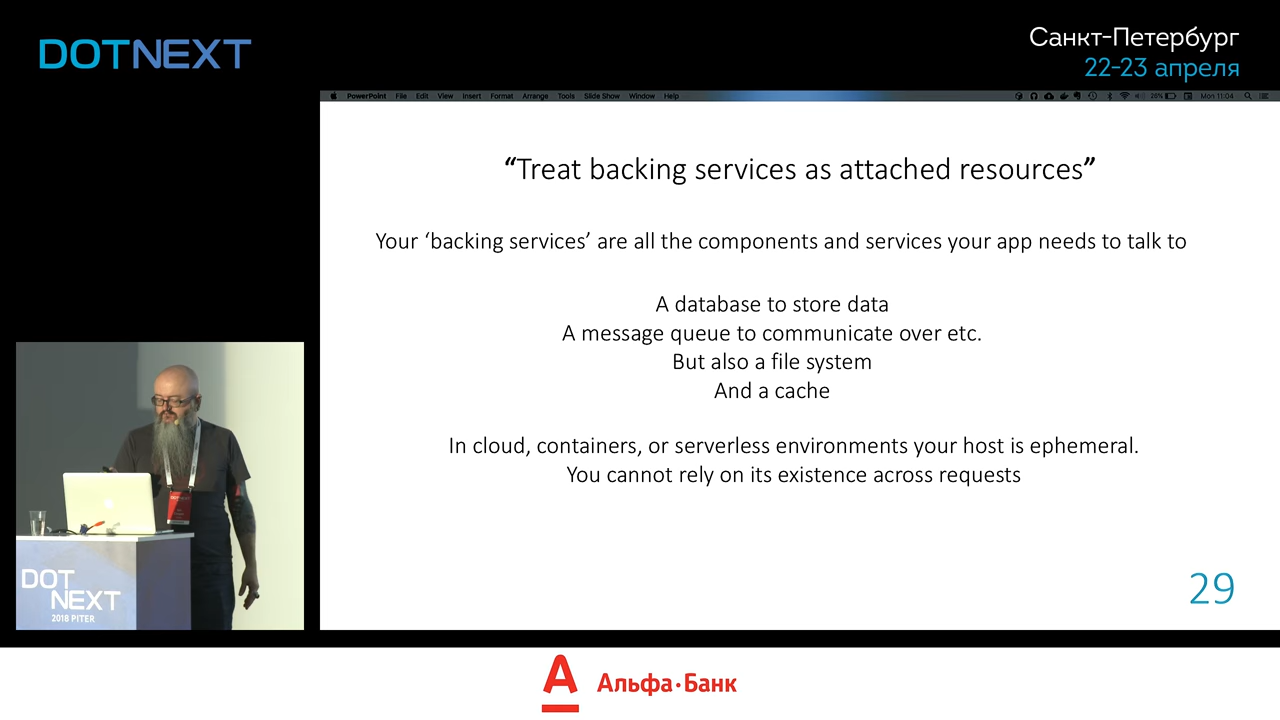 DOTNEXT
Санкт-Петербург
22-23 апреля
PowerPoint File Edit View Insert Format Arrange Tools Slide Show Window Help
26% Mon 11:04
“Treat backing services as attached resources”
Your ‘backing services’ are all the components and services your app needs to talk to
A database to store data
A message queue to communicate over etc.
But also a file system
And a cache
In cloud, containers, or serverless environments your host is ephemeral.
You cannot rely on its existence across requests
29
DOT
NEXT
2018 PITER
Альфа·Банк